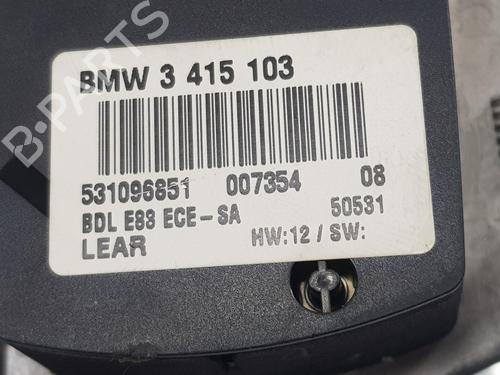 B-PARTS
BMW 3 415 103
531096851 007354 08
BDL E83 ECE-SA 50531
LEAR HW:12 / SW: